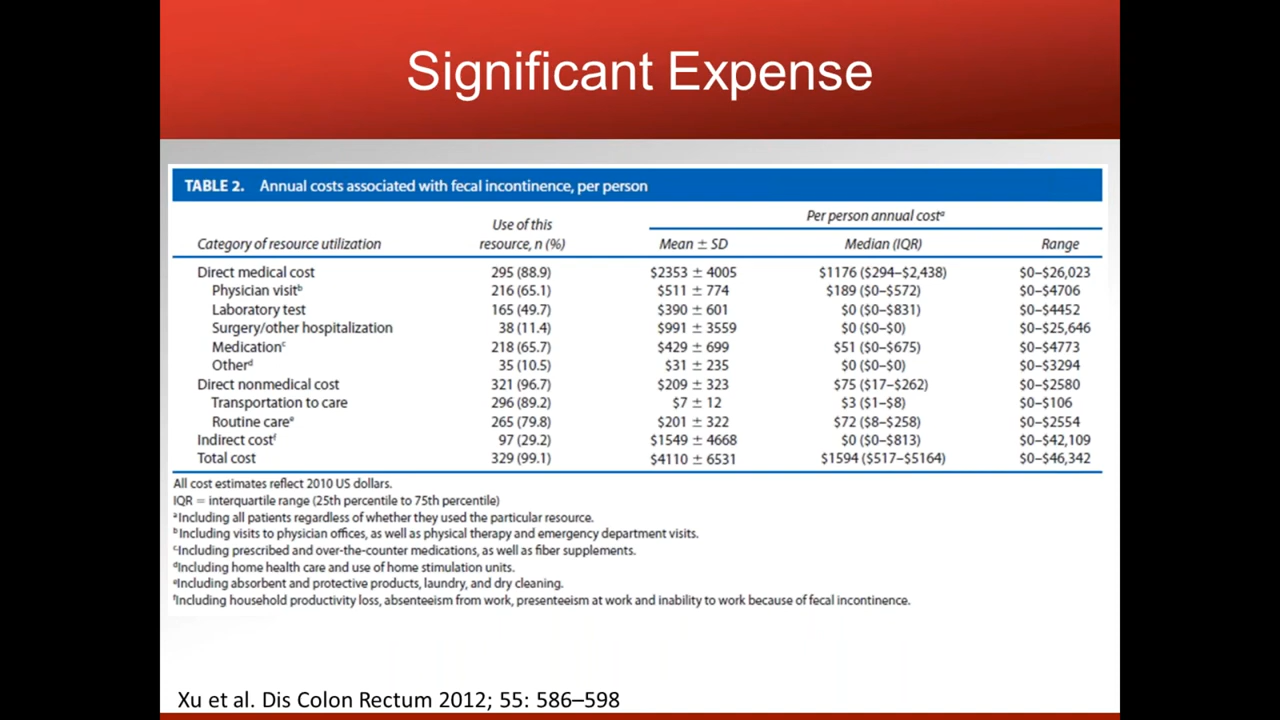 Significant Expense
TABLE 2. Annual costs associated with fecal incontinence, per person
Use of this Per person annual costᵃ
Category of resource utilization resource, n (%) Mean ± SD Median (IQR) Range
Direct medical cost 295 (88.9) $2353 ± 4005 $1176 ($294–$2,438) $0–$26,023
Physician visitᵇ 216 (65.1) $511 ± 774 $189 ($0–$572) $0–$4706
Laboratory test 165 (49.7) $390 ± 601 $0 ($0–$831) $0–$4452
Surgery/other hospitalization 38 (11.4) $991 ± 3559 $0 ($0–$0) $0–$25,646
Medicationᶜ 218 (65.7) $429 ± 699 $51 ($0–$675) $0–$4773
Otherᵈ 35 (10.5) $31 ± 235 $0 ($0–$0) $0–$3294
Direct nonmedical cost 321 (96.7) $209 ± 323 $75 ($17–$262) $0–$2580
Transportation to care 296 (89.2) $7 ± 12 $3 ($1–$8) $0–$106
Routine careᵉ 265 (79.8) $201 ± 322 $72 ($8–$258) $0–$2554
Indirect costᶠ 97 (29.2) $1549 ± 4668 $0 ($0–$813) $0–$42,109
Total cost 329 (99.1) $4110 ± 6531 $1594 ($517–$5164) $0–$46,342
All cost estimates reflect 2010 US dollars.
IQR = interquartile range (25th percentile to 75th percentile)
ᵃIncluding all patients regardless of whether they used the particular resource.
ᵇIncluding visits to physician offices, as well as physical therapy and emergency department visits.
ᶜIncluding prescribed and over-the-counter medications, as well as fiber supplements.
ᵈIncluding home health care and use of home stimulation units.
ᵉIncluding absorbent and protective products, laundry, and dry cleaning.
ᶠIncluding household productivity loss, absenteeism from work, presenteeism at work and inability to work because of fecal incontinence.
Xu et al. Dis Colon Rectum 2012; 55: 586–598